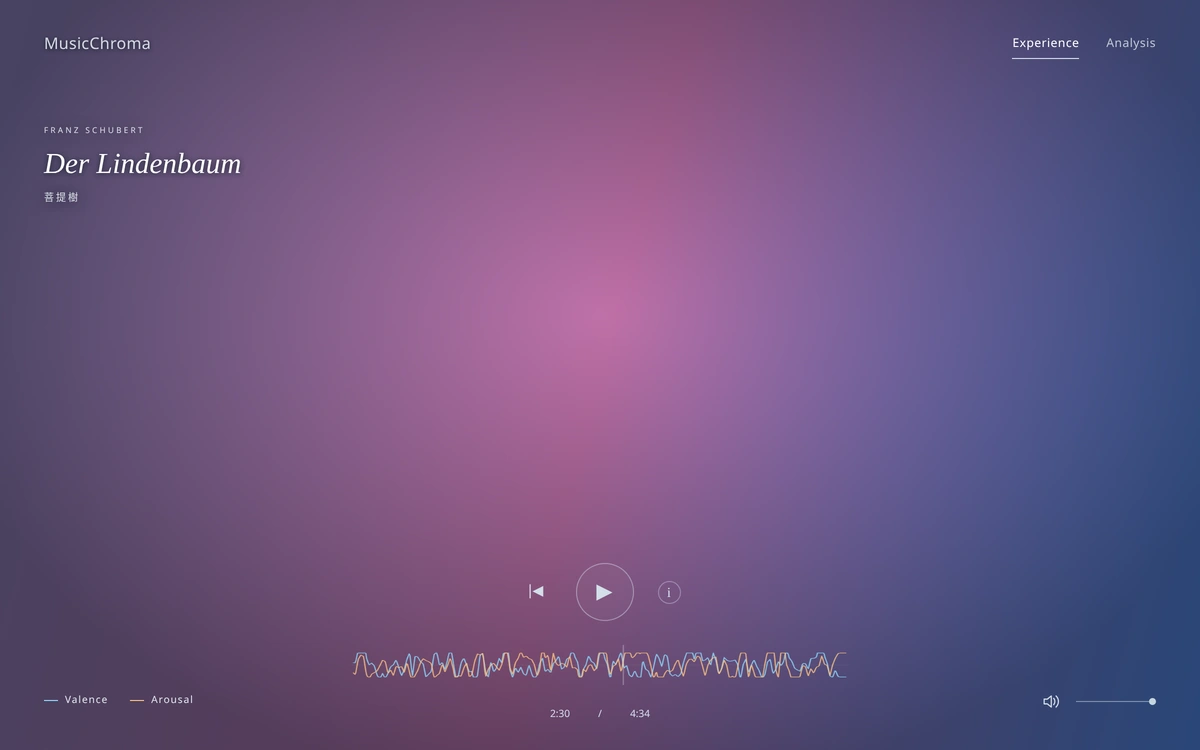 MusicChroma
Experience
Analysis
FRANZ SCHUBERT
Der Lindenbaum
菩提樹
i
Valence
Arousal
2:30 / 4:34